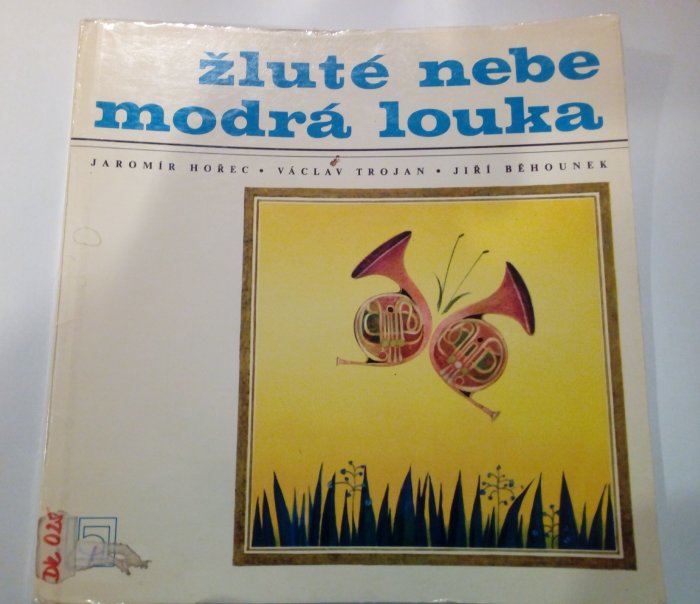 žluté nebe
modrá louka
JAROMÍR HOŘEC • VÁCLAV TROJAN • JIŘÍ BĚHOUNEK